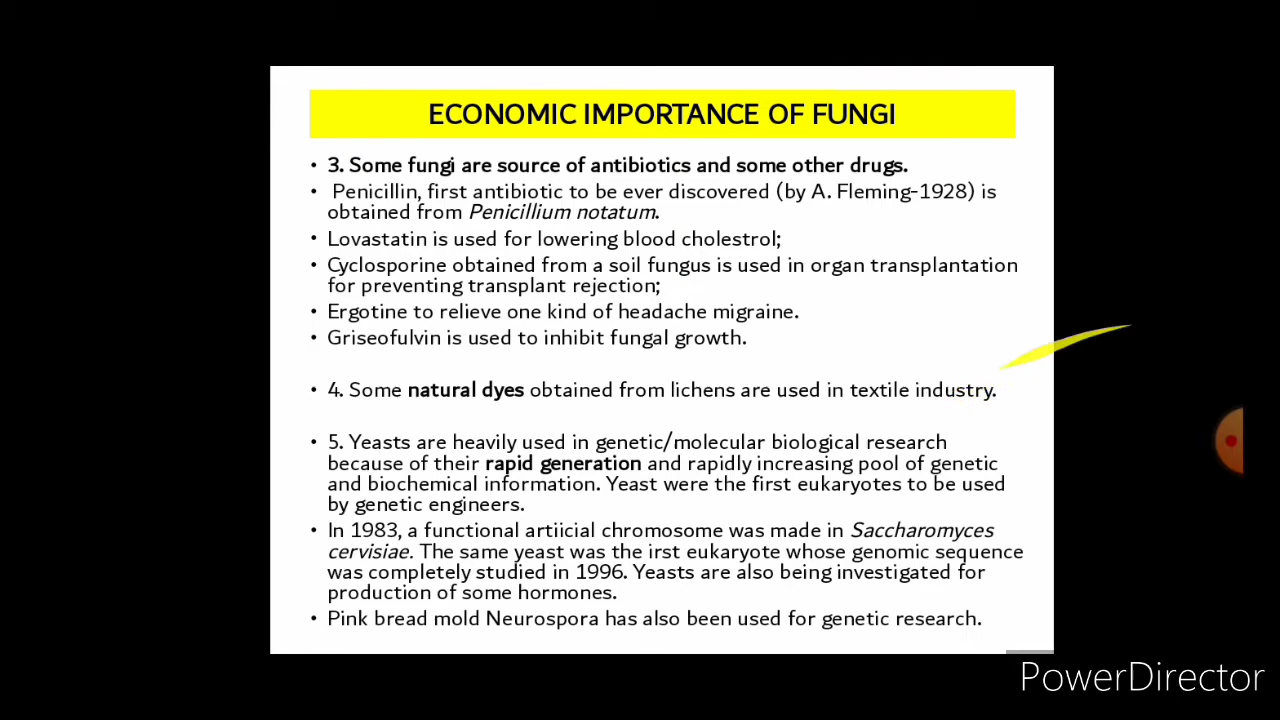 ECONOMIC IMPORTANCE OF FUNGI
• 3. Some fungi are source of antibiotics and some other drugs.
• Penicillin, first antibiotic to be ever discovered (by A. Fleming-1928) is
obtained from Penicillium notatum.
• Lovastatin is used for lowering blood cholestrol;
• Cyclosporine obtained from a soil fungus is used in organ transplantation
for preventing transplant rejection;
• Ergotine to relieve one kind of headache migraine.
• Griseofulvin is used to inhibit fungal growth.
• 4. Some natural dyes obtained from lichens are used in textile industry.
• 5. Yeasts are heavily used in genetic/molecular biological research
because of their rapid generation and rapidly increasing pool of genetic
and biochemical information. Yeast were the first eukaryotes to be used
by genetic engineers.
• In 1983, a functional artiicial chromosome was made in Saccharomyces
cervisiae. The same yeast was the irst eukaryote whose genomic sequence
was completely studied in 1996. Yeasts are also being investigated for
production of some hormones.
• Pink bread mold Neurospora has also been used for genetic research.
PowerDirector